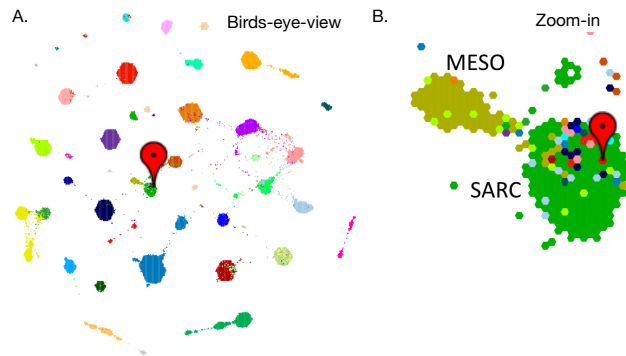 A.
Birds-eye-view
B.
Zoom-in
MESO
SARC